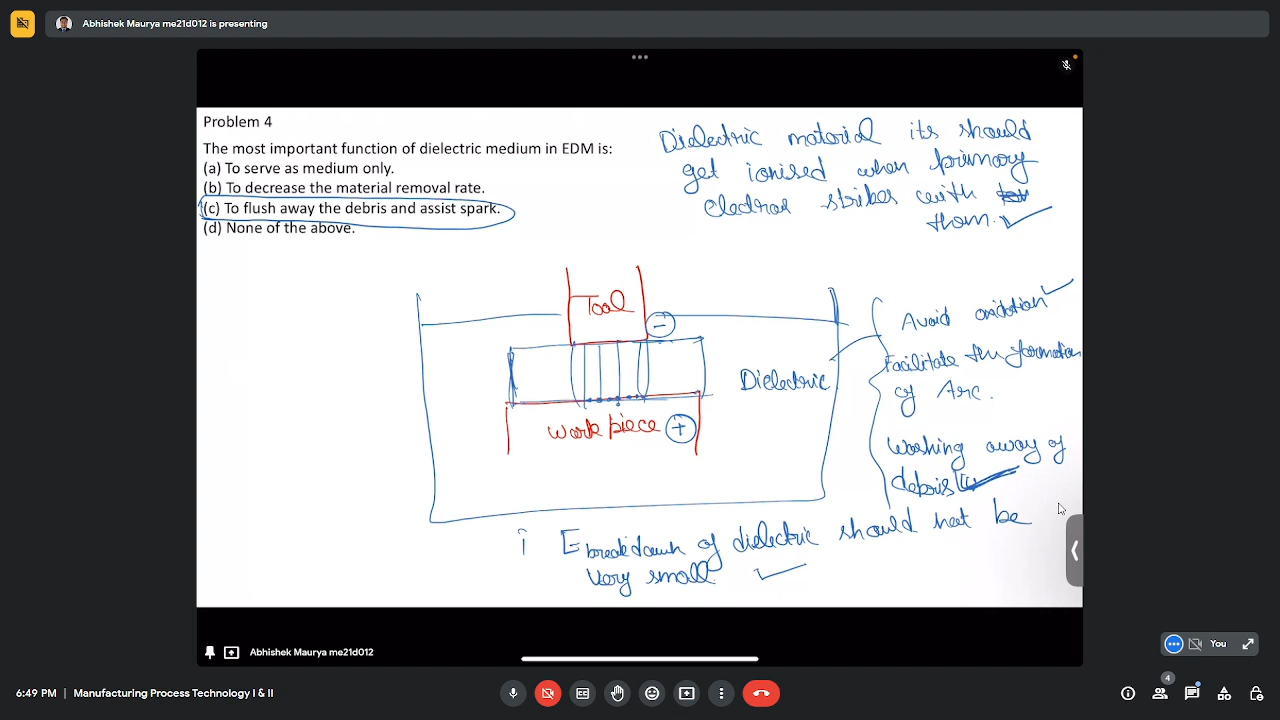 Abhishek Maurya me21d012 is presenting
Problem 4
The most important function of dielectric medium in EDM is:
(a) To serve as medium only.
(b) To decrease the material removal rate.
(c) To flush away the debris and assist spark.
(d) None of the above.
Dielectric material its should
get ionised when primary
electron strikes with
them.
Tool
−
Dielectric
work piece +
Avoid oxidation
Facilitate the formation
of Arc.
Washing away of
debris
i E breakdown of dielectric should not be
very small
Abhishek Maurya me21d012
You
4
6:49 PM | Manufacturing Process Technology I & II